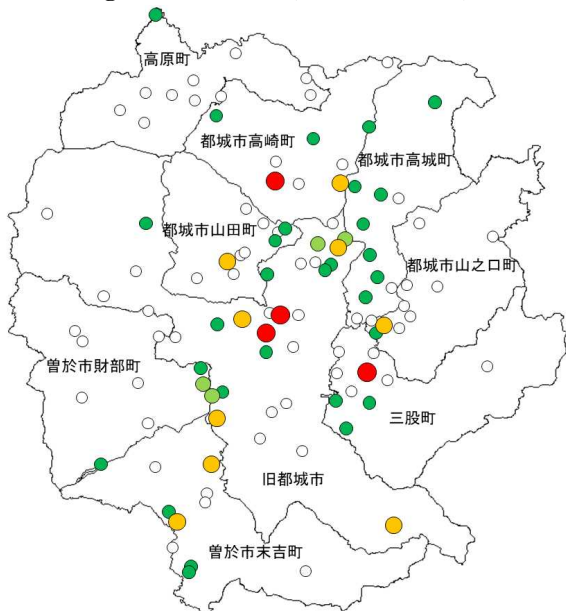 高原町
都城市高崎町
都城市高城町
都城市山田町
都城市山之口町
曽於市財部町
三股町
旧都城市
曽於市末吉町